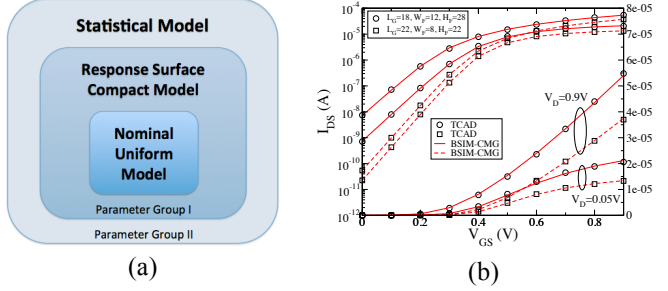 Statistical Model
Response Surface
Compact Model
Nominal
Uniform
Model
Parameter Group I
Parameter Group II
(a)
10^-4
10^-5
10^-6
10^-7
10^-8
10^-9
10^-10
10^-11
10^-12
I_DS (A)
L_G=18, W_F=12, H_F=28
L_G=22, W_F=8, H_F=22
TCAD
TCAD
BSIM-CMG
BSIM-CMG
V_D=0.9V
V_D=0.05V
8e-05
7e-05
6e-05
5e-05
4e-05
3e-05
2e-05
1e-05
0
0 0.2 0.4 0.6 0.8
V_GS (V)
(b)